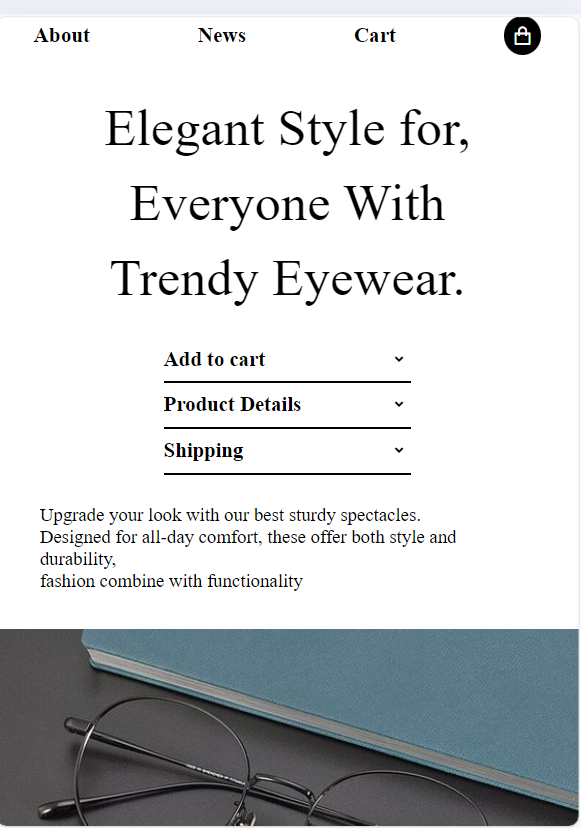 About News Cart
Elegant Style for,
Everyone With
Trendy Eyewear.
Add to cart
Product Details
Shipping
Upgrade your look with our best sturdy spectacles.
Designed for all-day comfort, these offer both style and
durability,
fashion combine with functionality